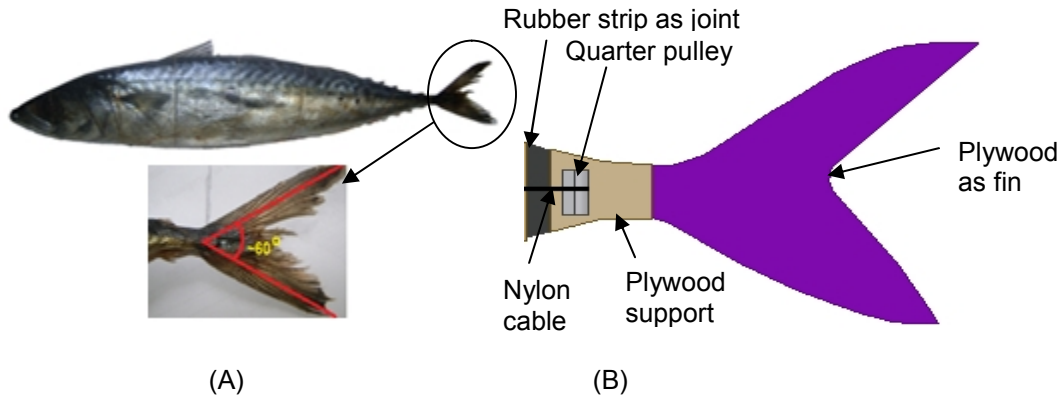 Rubber strip as joint
Quarter pulley
~60°
Plywood
as fin
Nylon
cable
Plywood
support
(A)
(B)